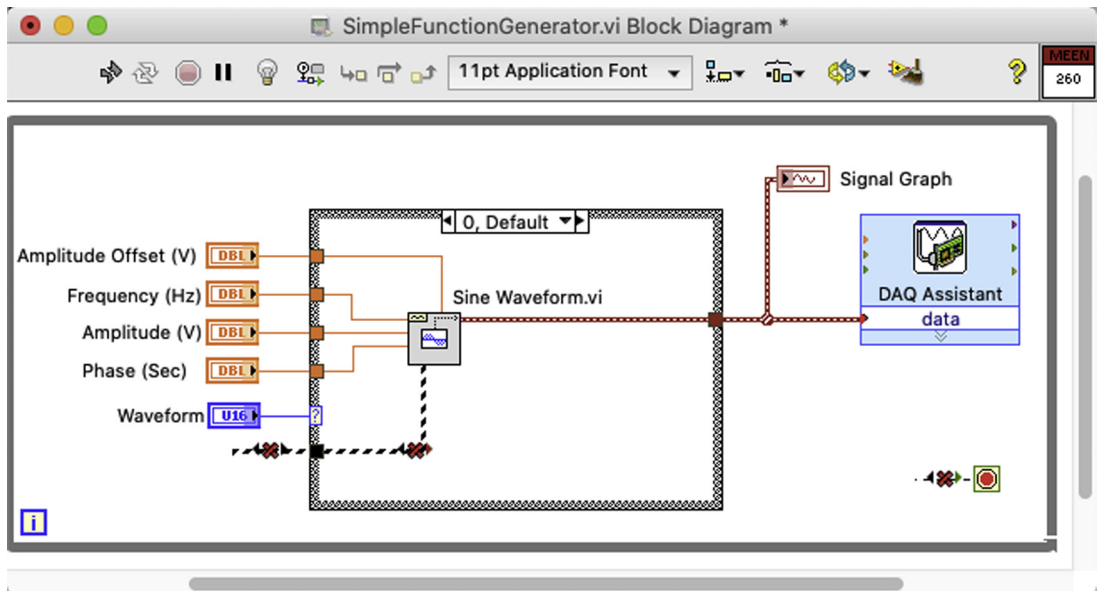 SimpleFunctionGenerator.vi Block Diagram *
11pt Application Font
MEEN
260
Signal Graph
0, Default
Amplitude Offset (V) DBL
Frequency (Hz) DBL
Sine Waveform.vi
DAQ Assistant
data
Amplitude (V) DBL
Phase (Sec) DBL
Waveform U16
?
i